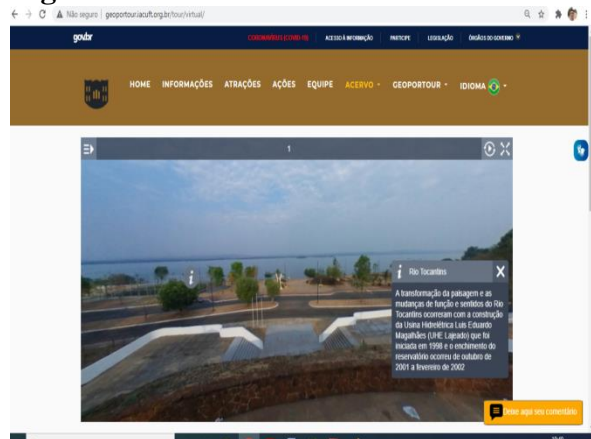 Não seguro | geoportour.iacuft.org.br/tour/virtual/
govbr
CORONAVÍRUS (COVID-19) ACESSO À INFORMAÇÃO PARTICIPE LEGISLAÇÃO ÓRGÃOS DO GOVERNO
HOME INFORMAÇÕES ATRAÇÕES AÇÕES EQUIPE ACERVO GEOPORTOUR IDIOMA
1
i Rio Tocantins X
A transformação da paisagem e as
mudanças de função e sentidos do Rio
Tocantins ocorreram com a construção
da Usina Hidrelétrica Luis Eduardo
Magalhães (UHE Lajeado) que foi
iniciada em 1998 e o enchimento do
reservatório ocorreu de outubro de
2001 a fevereiro de 2002
i
Deixe aqui seu comentário